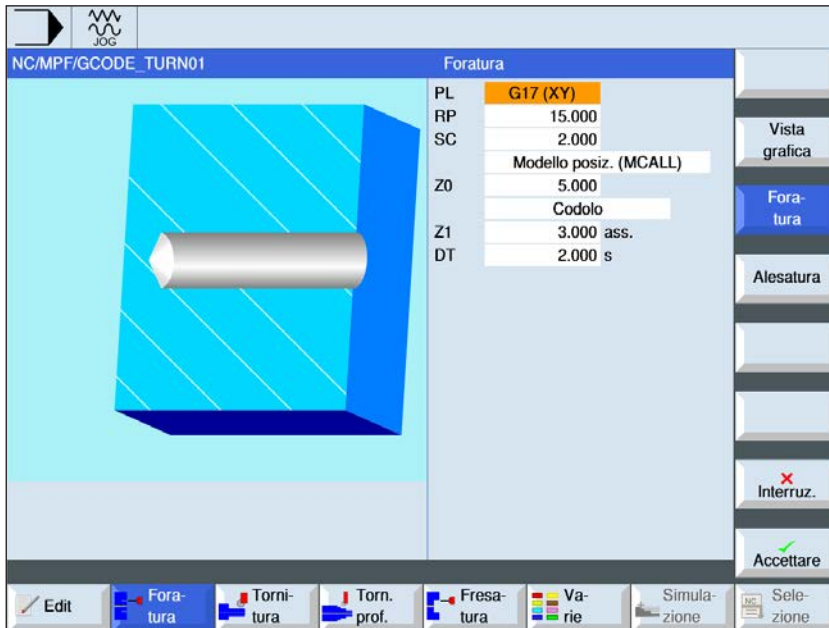 JOG
NC/MPF/GCODE_TURN01
Foratura
PL G17 (XY)
RP 15.000
SC 2.000
Modello posiz. (MCALL)
Z0 5.000
Codolo
Z1 3.000 ass.
DT 2.000 s
Vista
grafica
Fora-
tura
Alesatura
Interruz.
Accettare
Edit
Fora-
tura
Torni-
tura
Torn.
prof.
Fresa-
tura
Va-
rie
Simula-
zione
NC
Sele-
zione